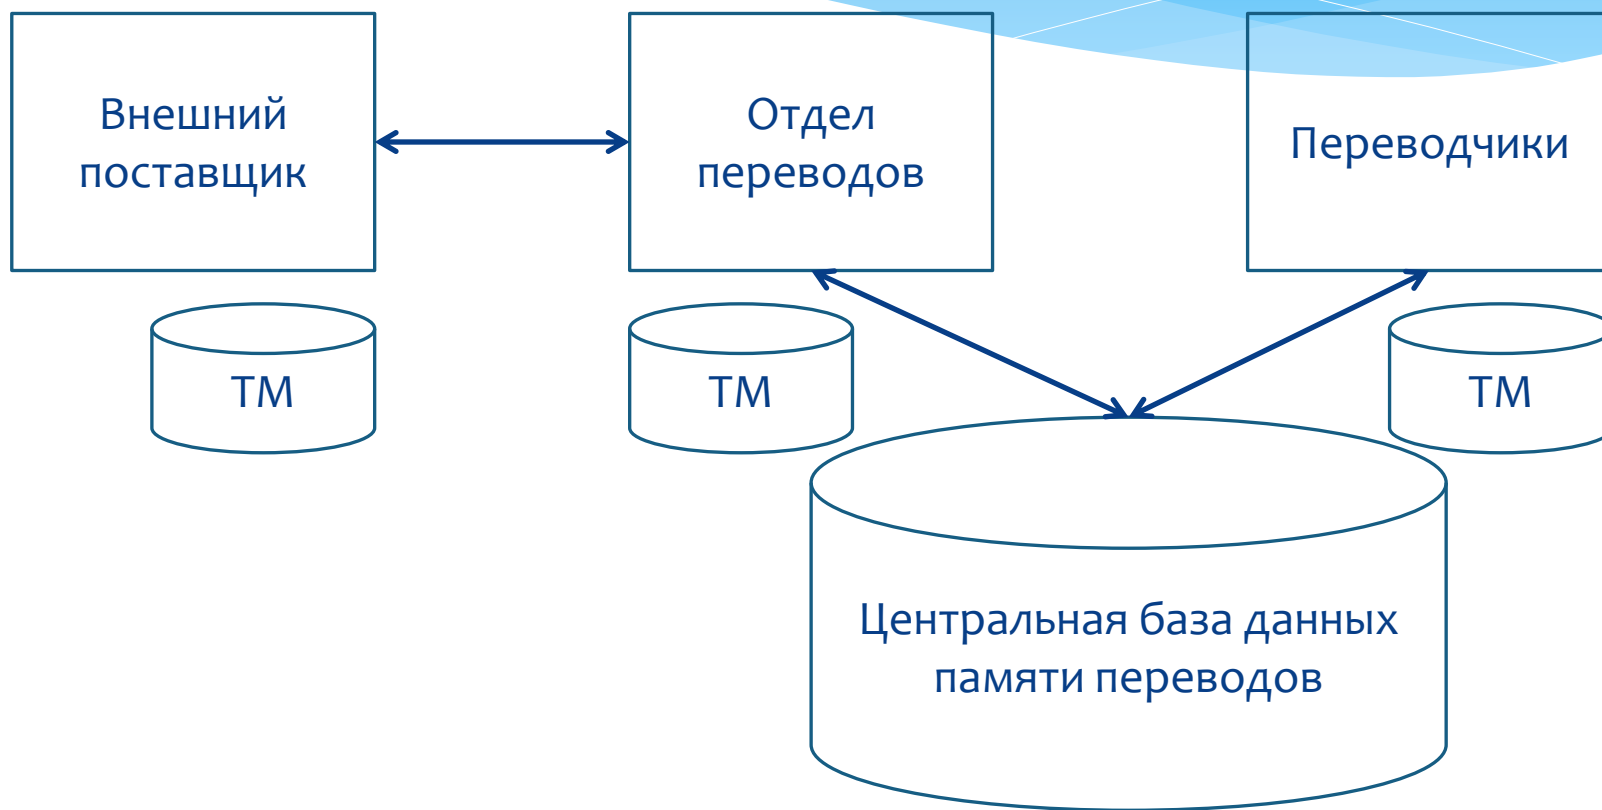 Внешний
поставщик
Отдел
переводов
Переводчики
ТМ
ТМ
ТМ
Центральная база данных
памяти переводов